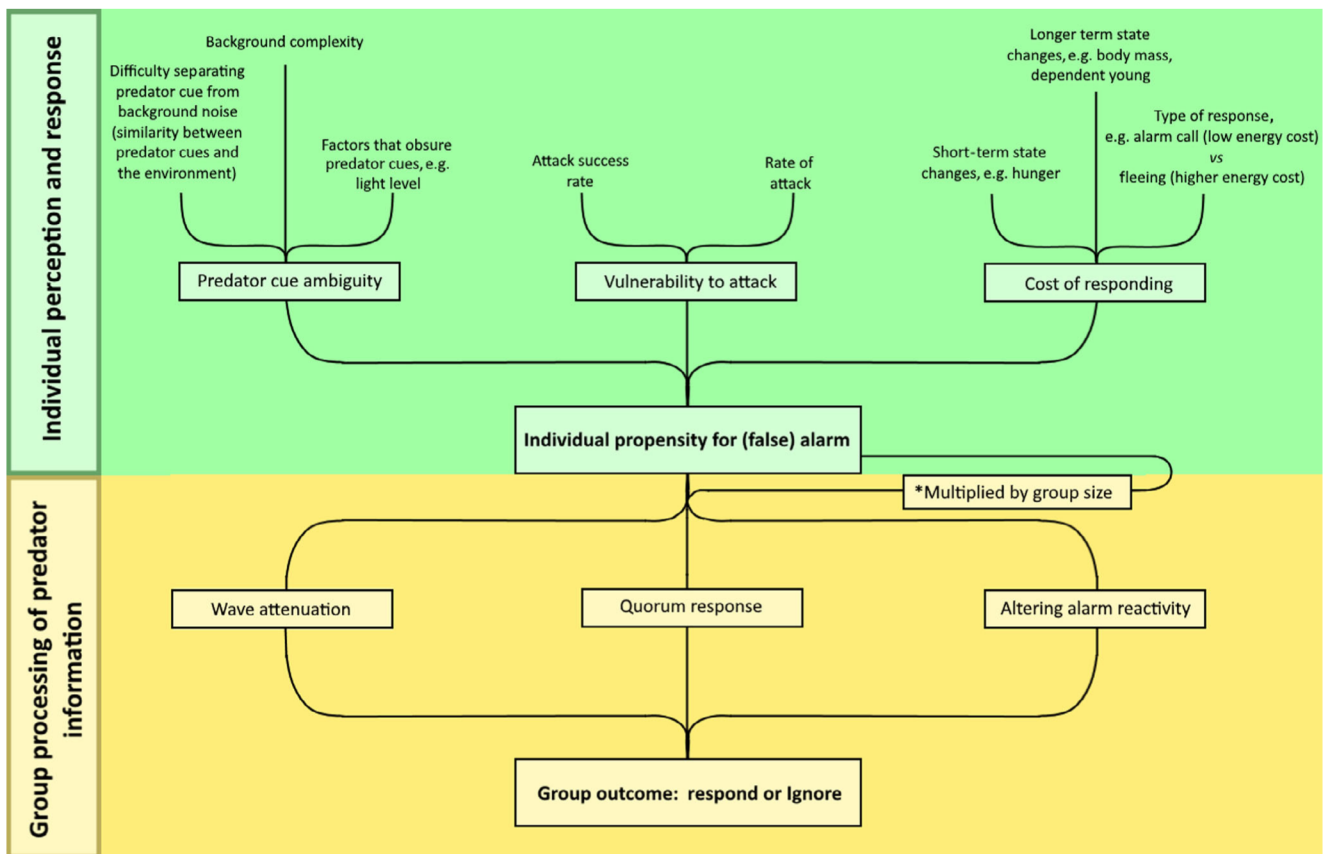 Individual perception and response
Background complexity
Difficulty separating
predator cue from
background noise
(similarity between
predator cues and
the environment)
Factors that obsure
predator cues, e.g.
light level
Attack success
rate
Rate of
attack
Longer term state
changes, e.g. body mass,
dependent young
Short-term state
changes, e.g. hunger
Type of response,
e.g. alarm call (low energy cost)
vs
fleeing (higher energy cost)
Predator cue ambiguity
Vulnerability to attack
Cost of responding
Individual propensity for (false) alarm
*Multiplied by group size
Group processing of predator
information
Wave attenuation
Quorum response
Altering alarm reactivity
Group outcome: respond or Ignore